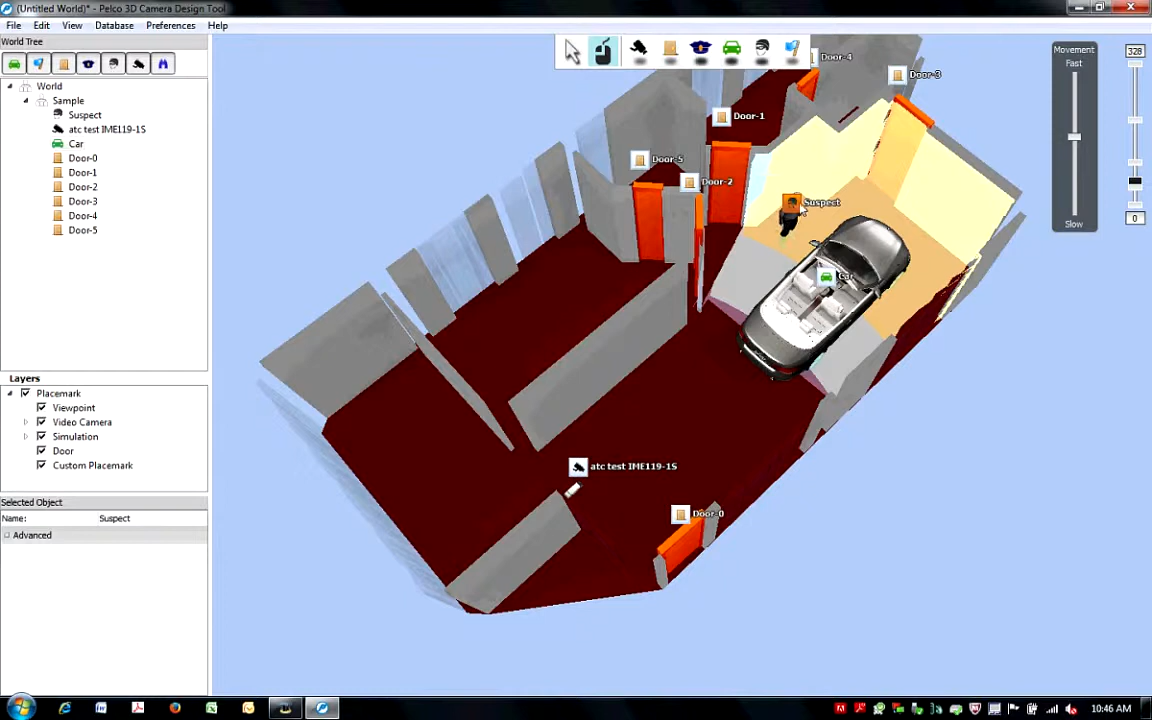 (Untitled World)* - Pelco 3D Camera Design Tool
File Edit View Database Preferences Help
World Tree
World
Sample
Suspect
atc test IME119-1S
Car
Door-0
Door-1
Door-2
Door-3
Door-4
Door-5
Layers
Placemark
Viewpoint
Video Camera
Simulation
Door
Custom Placemark
Selected Object
Name: Suspect
Advanced
Door-4
Door-3
Door-1
Door-5
Door-2
Suspect
Car
atc test IME119-1S
Door-0
Movement
Fast
Slow
328
0
10:46 AM